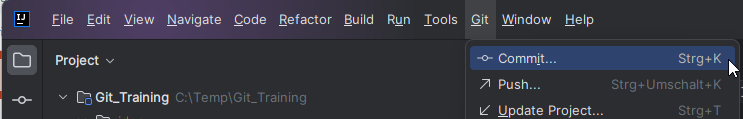 IJ File Edit View Navigate Code Refactor Build Run Tools Git Window Help
Project
Commit... Strg+K
Git_Training C:\Temp\Git_Training
Push... Strg+Umschalt+K
Update Project... Strg+T